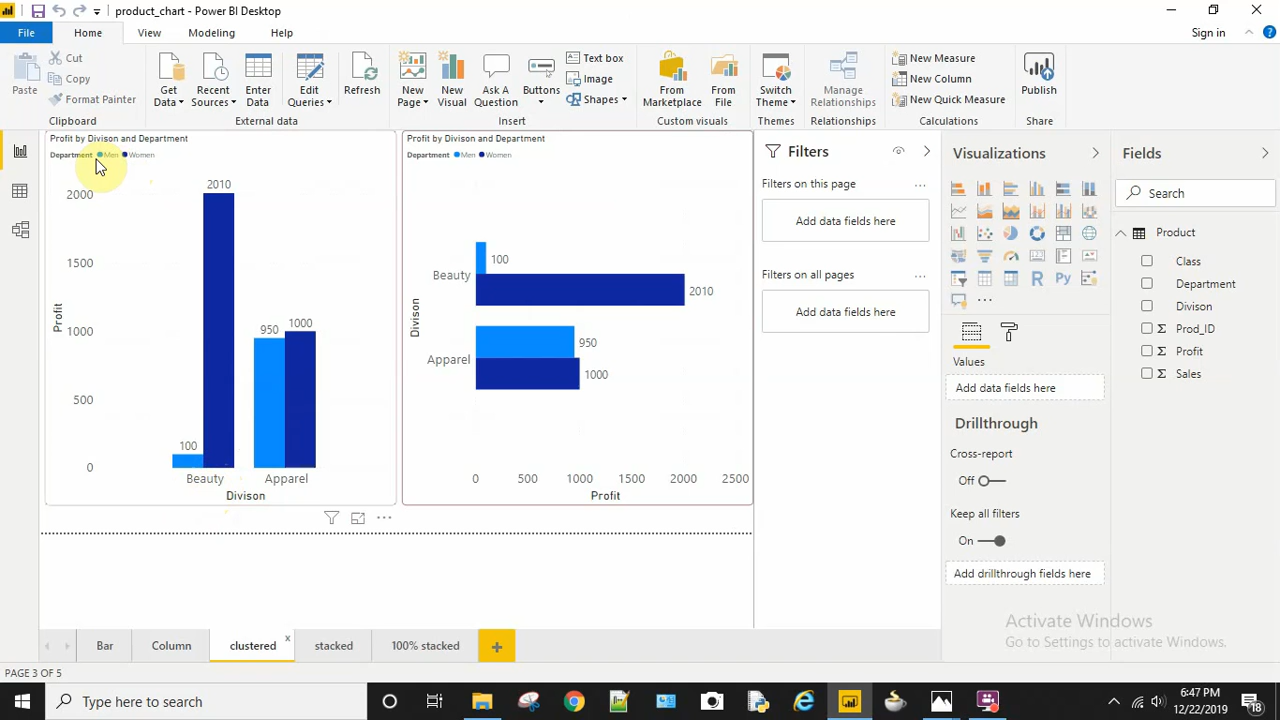 product_chart - Power BI Desktop
File
Home
View
Modeling
Help
Sign in
Paste
Cut
Copy
Format Painter
Clipboard
Get Data
Recent Sources
Enter Data
External data
Edit Queries
Refresh
New Page
New Visual
Ask A Question
Buttons
Text box
Image
Shapes
Insert
From Marketplace
From File
Custom visuals
Switch Theme
Themes
Manage Relationships
Relationships
New Measure
New Column
New Quick Measure
Calculations
Publish
Share
Profit by Divison and Department
Department Men Women
2000
1500
1000
500
0
Profit
100
2010
950
1000
Beauty
Apparel
Divison
Profit by Divison and Department
Department Men Women
Divison
Beauty
100
2010
Apparel
950
1000
0 500 1000 1500 2000 2500
Profit
Filters
Filters on this page ...
Add data fields here
Filters on all pages ...
Add data fields here
Visualizations
R Py
Values
Add data fields here
Drillthrough
Cross-report
Off
Keep all filters
On
Add drillthrough fields here
Fields
Search
Product
Class
Department
Divison
Σ Prod_ID
Σ Profit
Σ Sales
Activate Windows
Go to Settings to activate Windows.
Bar
Column
clustered x
stacked
100% stacked
+
PAGE 3 OF 5
Type here to search
6:47 PM
12/22/2019
18